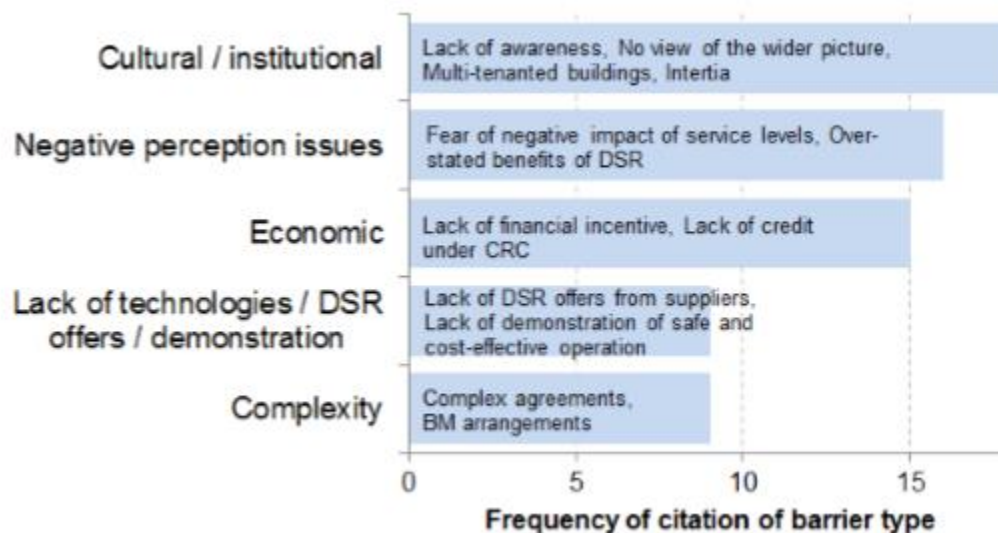 Cultural / institutional
Lack of awareness, No view of the wider picture,
Multi-tenanted buildings, Intertia
Negative perception issues
Fear of negative impact of service levels, Over-
stated benefits of DSR
Economic
Lack of financial incentive, Lack of credit
under CRC
Lack of technologies / DSR
offers / demonstration
Lack of DSR offers from suppliers,
Lack of demonstration of safe and
cost-effective operation
Complexity
Complex agreements,
BM arrangements
0 5 10 15
Frequency of citation of barrier type